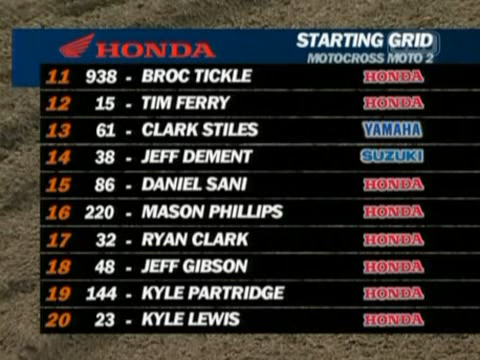 HONDA STARTING GRID
MOTOCROSS MOTO 2
11 938 - BROC TICKLE HONDA
12 15 - TIM FERRY HONDA
13 61 - CLARK STILES YAMAHA
14 38 - JEFF DEMENT SUZUKI
15 86 - DANIEL SANI HONDA
16 220 - MASON PHILLIPS HONDA
17 32 - RYAN CLARK HONDA
18 48 - JEFF GIBSON HONDA
19 144 - KYLE PARTRIDGE HONDA
20 23 - KYLE LEWIS HONDA